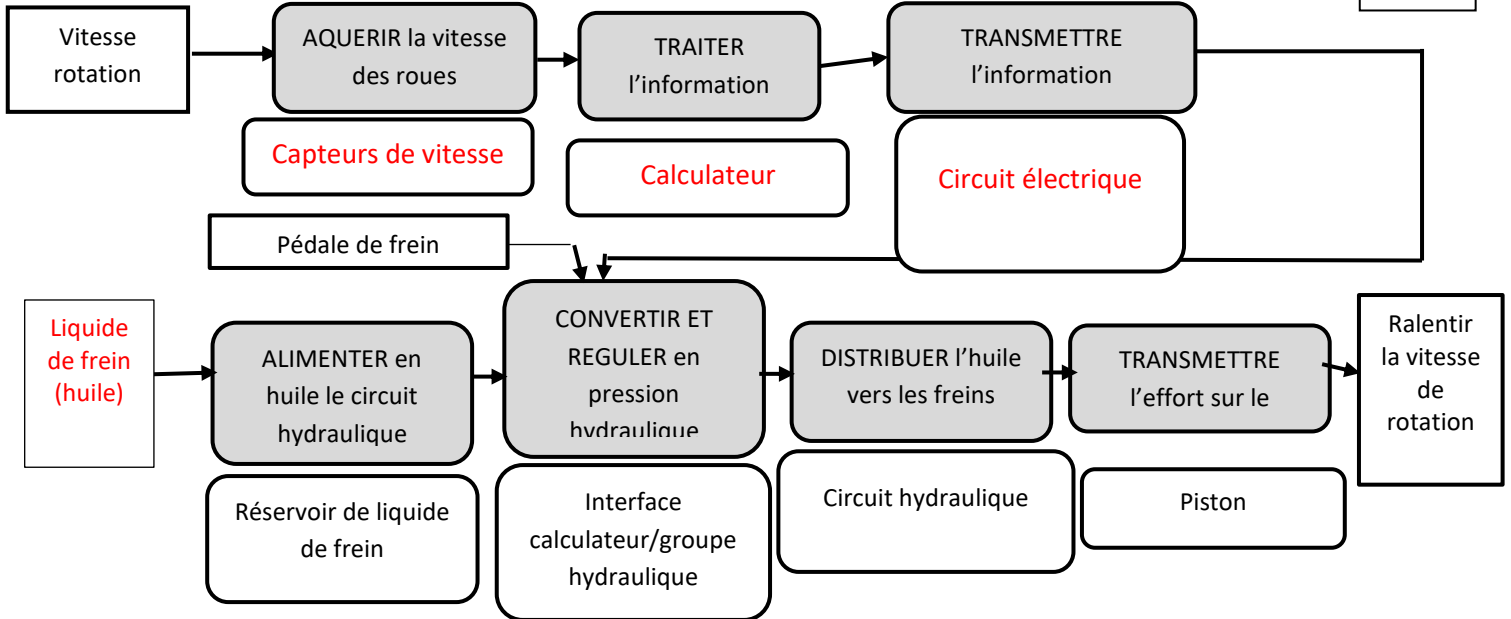 Vitesse
rotation
AQUERIR la vitesse
des roues
TRAITER
l’information
TRANSMETTRE
l’information
Capteurs de vitesse
Calculateur
Circuit électrique
Pédale de frein
Liquide
de frein
(huile)
ALIMENTER en
huile le circuit
hydraulique
CONVERTIR ET
REGULER en
pression
hydraulique
DISTRIBUER l’huile
vers les freins
TRANSMETTRE
l’effort sur le
Ralentir
la vitesse
de
rotation
Réservoir de liquide
de frein
Interface
calculateur/groupe
hydraulique
Circuit hydraulique
Piston